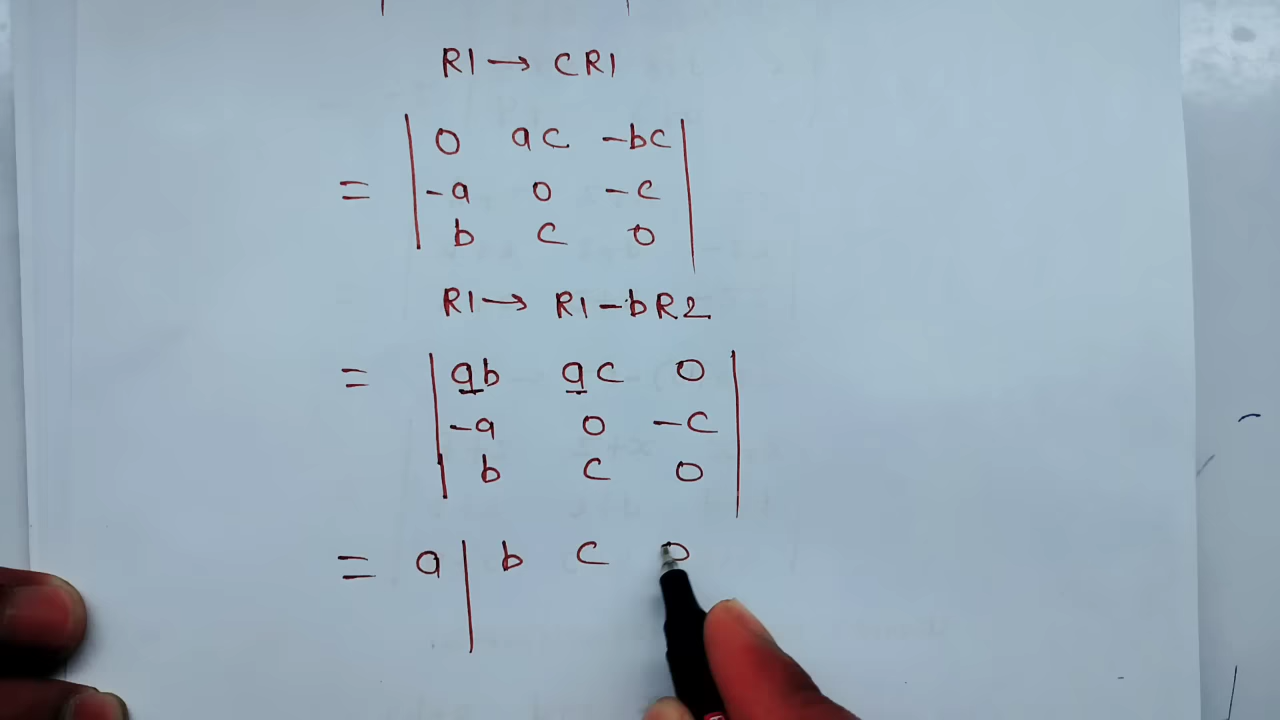 R1 → CR1
0 ac -bc
= -a 0 -c
b c 0
R1 → R1 - bR2
ab ac 0
= -a 0 -c
b c 0
= a | b c 0